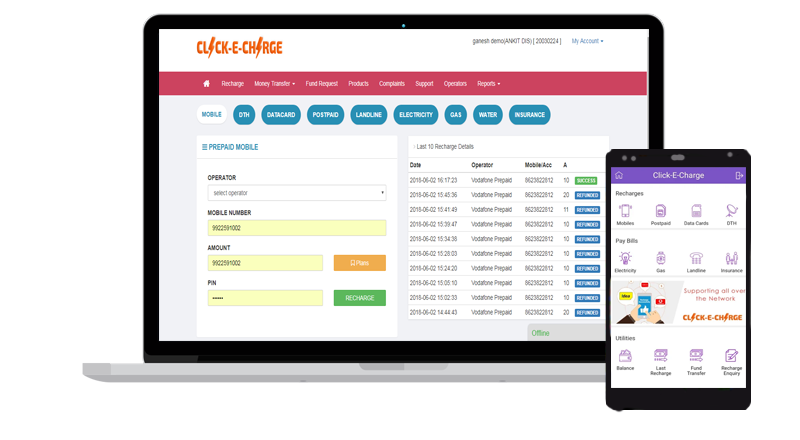 CLICK-E-CHARGE
ganesh demo(ANKIT DIS) [ 20030224 ] My Account
Recharge Money Transfer Fund Request Products Complaints Support Operators Reports
MOBILE DTH DATACARD POSTPAID LANDLINE ELECTRICITY GAS WATER INSURANCE
PREPAID MOBILE
OPERATOR
select operator
MOBILE NUMBER
9922591002
AMOUNT
9922591002 Plans
PIN
•••••• RECHARGE
Last 10 Recharge Details
Date Operator Mobile/Acc A
2018-06-02 16:17:23 Vodafone Prepaid 8623822812 10 SUCCESS
2018-06-02 15:45:36 Vodafone Prepaid 8623822812 20 REFUNDED
2018-06-02 15:41:49 Vodafone Prepaid 8623822812 11 REFUNDED
2018-06-02 15:39:47 Vodafone Prepaid 8623822812 10 REFUNDED
2018-06-02 15:34:38 Vodafone Prepaid 8623822812 10 REFUNDED
2018-06-02 15:28:03 Vodafone Prepaid 8623822812 10 REFUNDED
2018-06-02 15:24:20 Vodafone Prepaid 8623822812 10 REFUNDED
2018-06-02 15:05:10 Vodafone Prepaid 8623822812 10 REFUNDED
2018-06-02 15:02:33 Vodafone Prepaid 8623822812 10 REFUNDED
2018-06-02 14:44:43 Vodafone Prepaid 8623822812 20 REFUNDED
Offline
Click-E-Charge
Recharges
Mobiles Postpaid Data Cards DTH
Pay Bills
Electricity Gas Landline Insurance
Idea
Supporting all over
the Network
CLICK-E-CHARGE
Utilities
Balance Last Fund Recharge
Recharge Transfer Enquiry